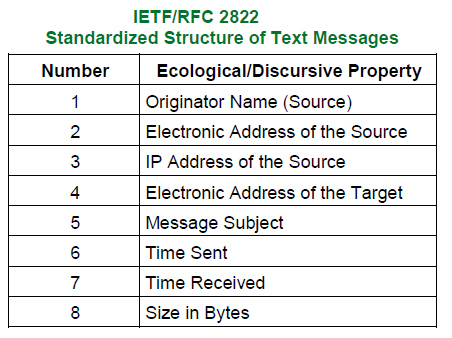 IETF/RFC 2822
Standardized Structure of Text Messages
Number Ecological/Discursive Property
1 Originator Name (Source)
2 Electronic Address of the Source
3 IP Address of the Source
4 Electronic Address of the Target
5 Message Subject
6 Time Sent
7 Time Received
8 Size in Bytes